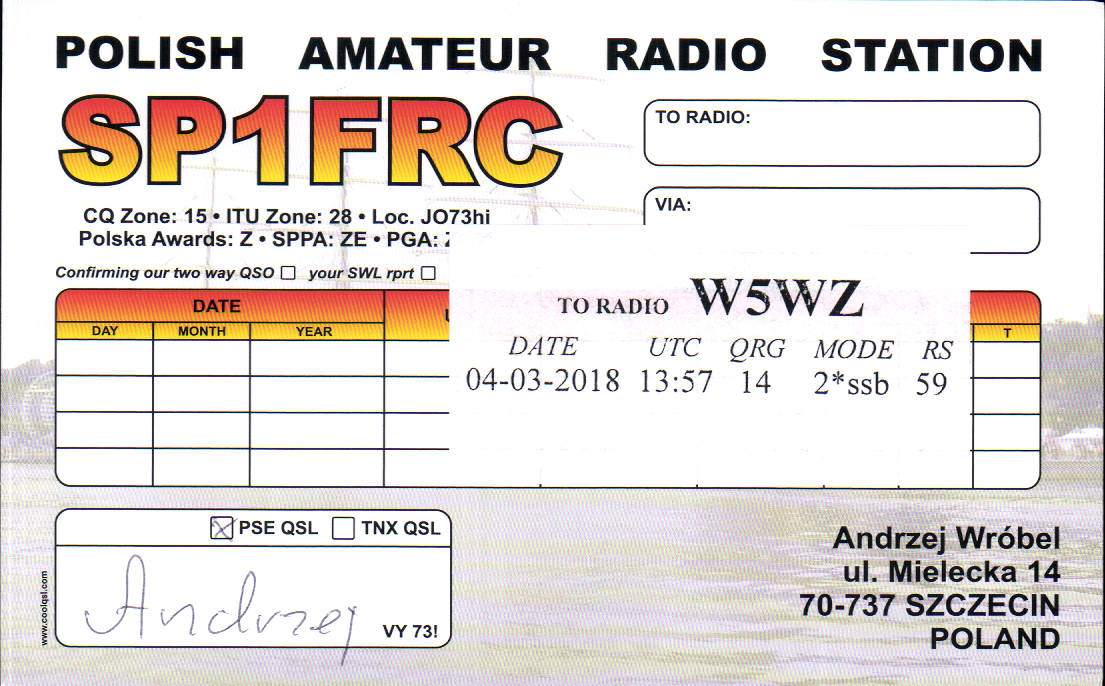 POLISH AMATEUR RADIO STATION
SP1FRC
TO RADIO:
VIA:
CQ Zone: 15 • ITU Zone: 28 • Loc. JO73hi
Polska Awards: Z • SPPA: ZE • PGA:
Confirming our two way QSO ☐ your SWL rprt ☐
TO RADIO W5WZ
DATE UTC QRG MODE RS
04-03-2018 13:57 14 2*ssb 59
DATE
DAY MONTH YEAR T
☒ PSE QSL ☐ TNX QSL
Andrzej
VY 73!
www.coolqsl.com
Andrzej Wróbel
ul. Mielecka 14
70-737 SZCZECIN
POLAND